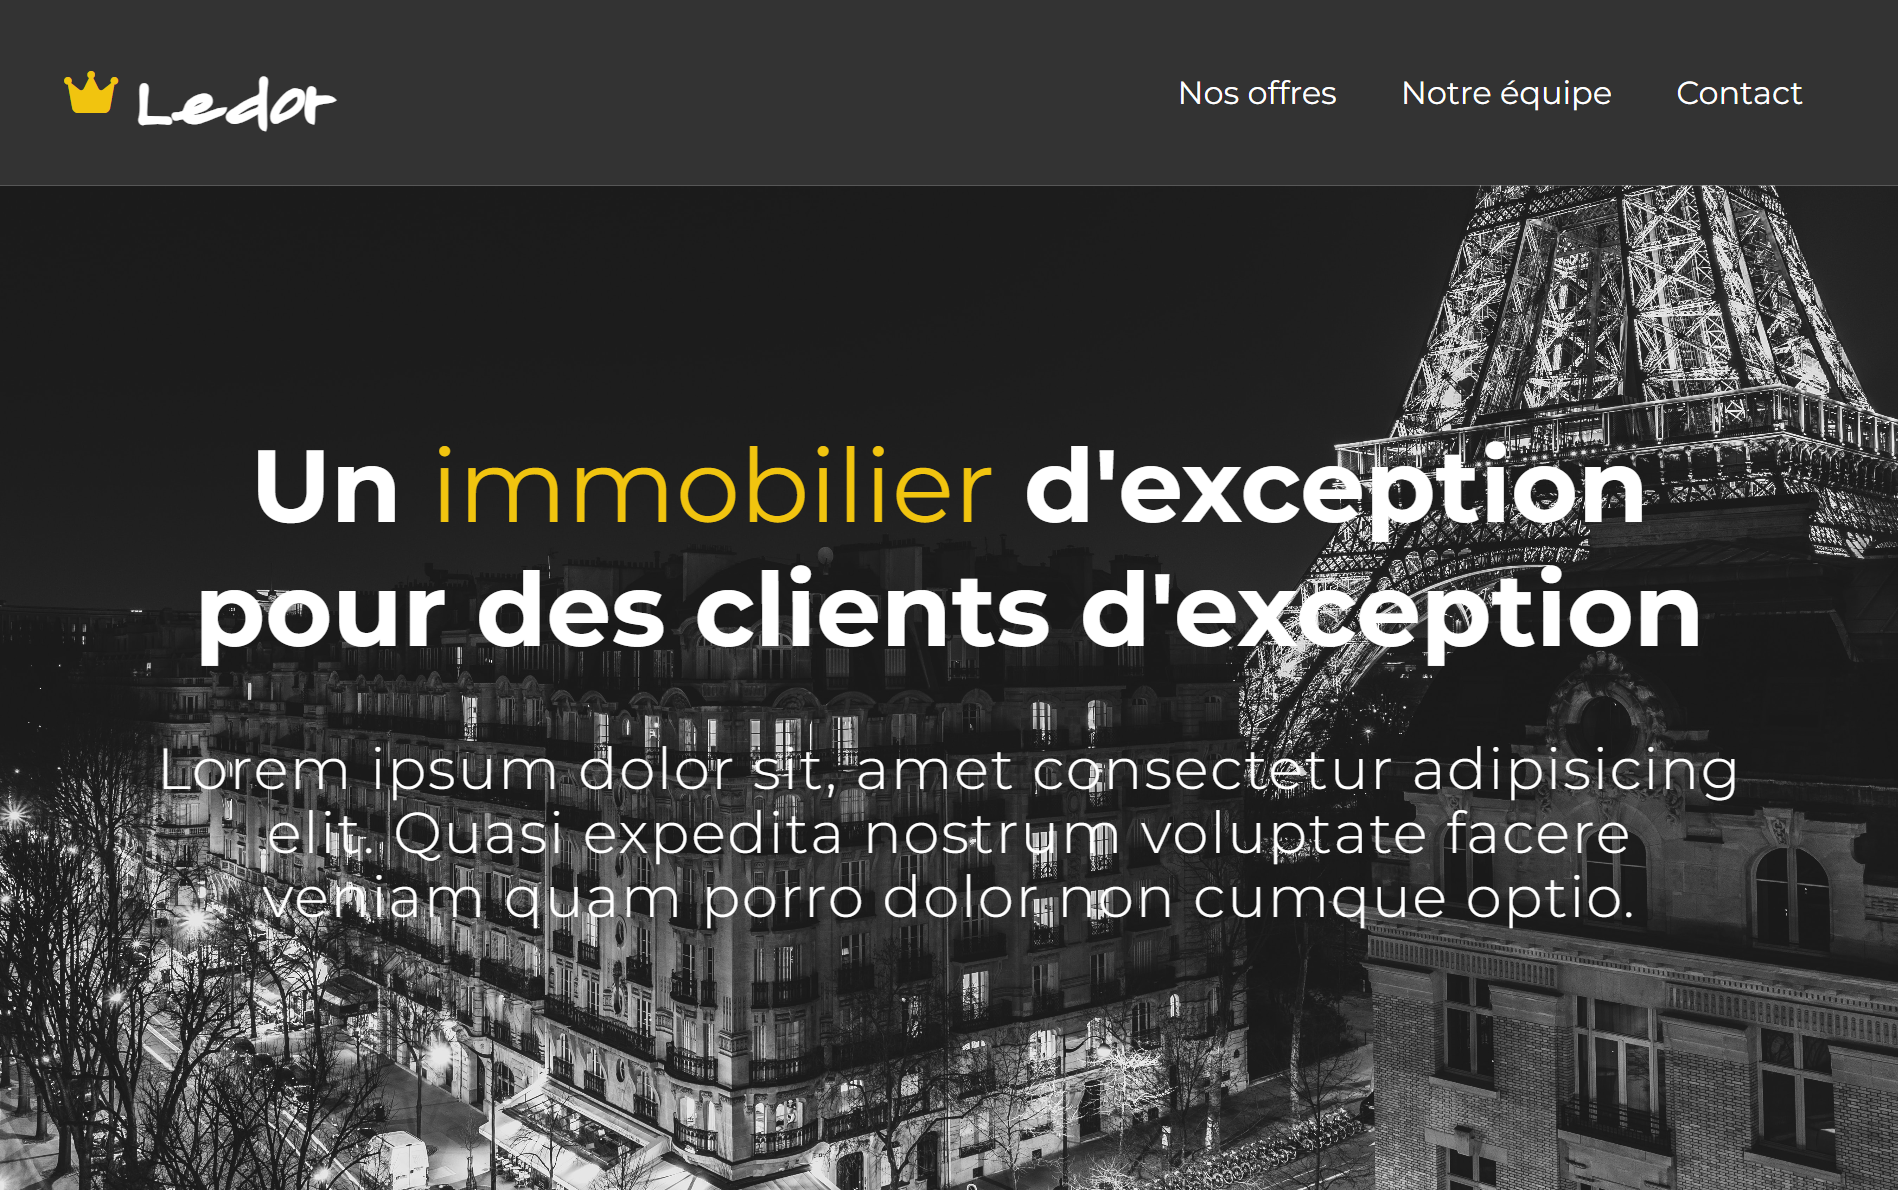 Ledor
Nos offres
Notre équipe
Contact
Un immobilier d'exception
pour des clients d'exception
Lorem ipsum dolor sit, amet consectetur adipisicing
elit. Quasi expedita nostrum voluptate facere
veniam quam porro dolor non cumque optio.